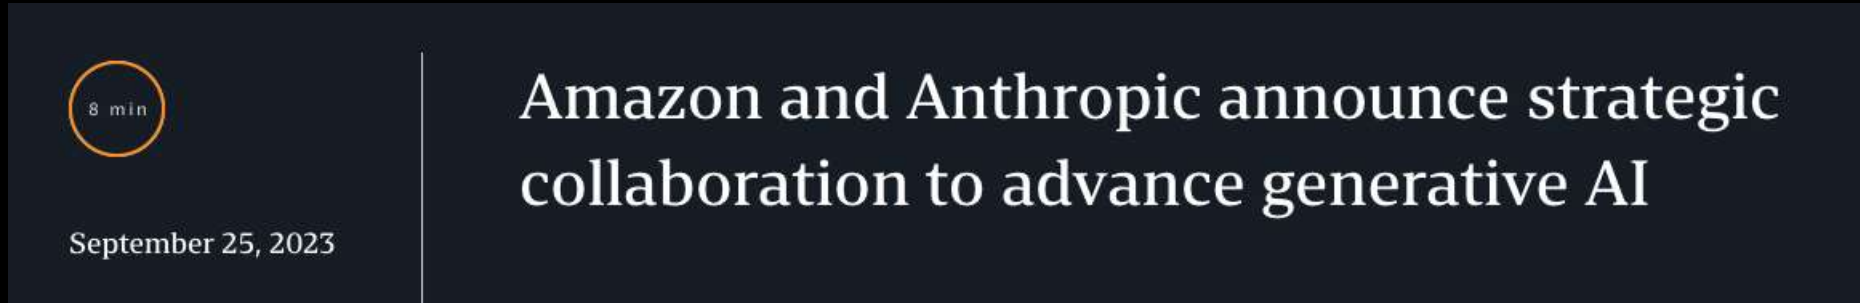 8 min
September 25, 2023
Amazon and Anthropic announce strategic
collaboration to advance generative AI